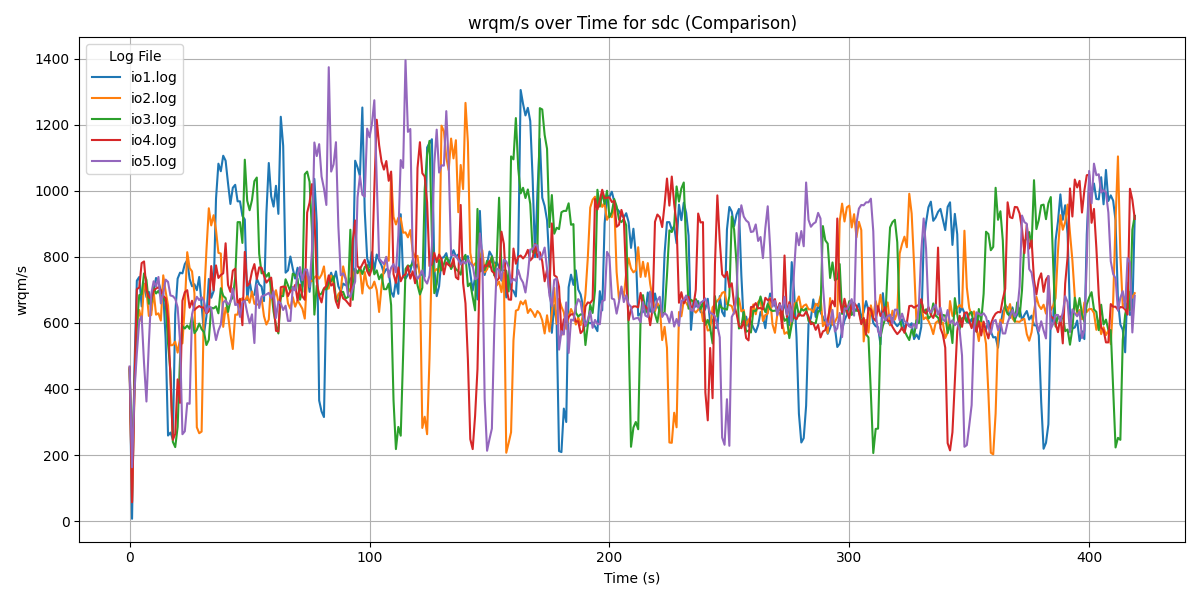 wrqm/s over Time for sdc (Comparison)
Log File
io1.log
io2.log
io3.log
io4.log
io5.log
wrqm/s
1400
1200
1000
800
600
400
200
0
0 100 200 300 400
Time (s)